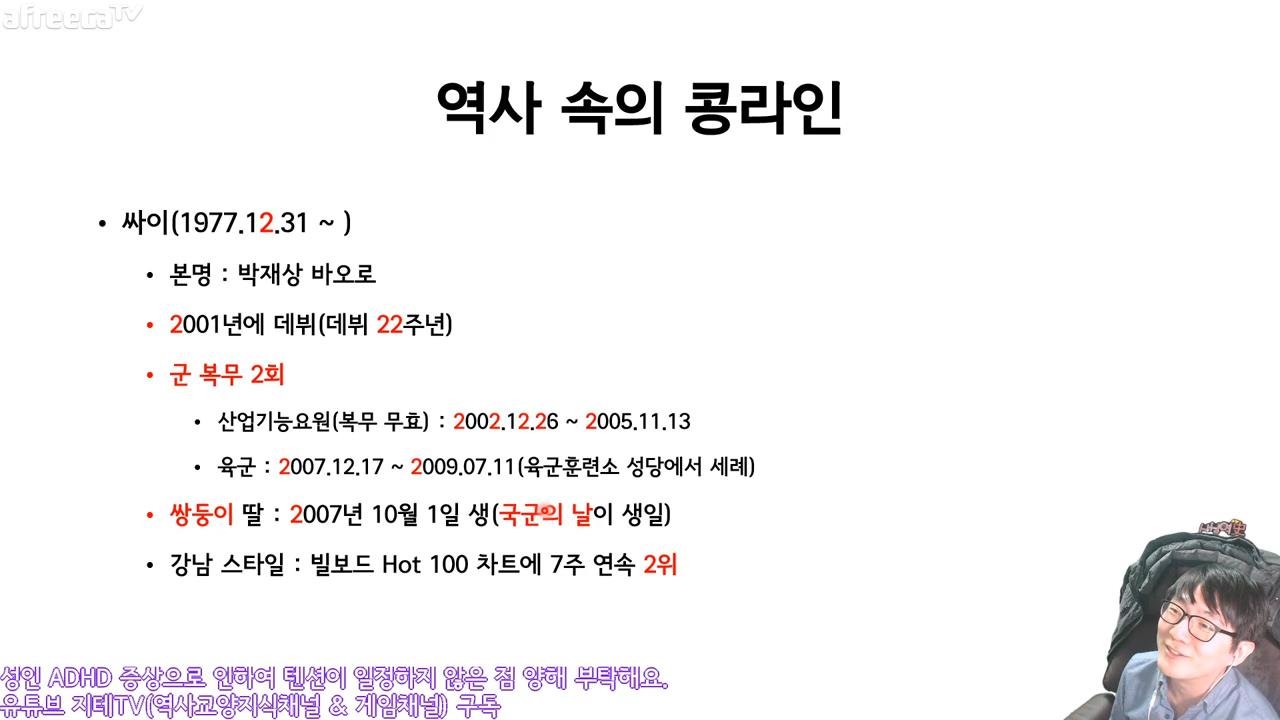 afreecaTV
역사 속의 콩라인
• 싸이(1977.12.31 ~ )
• 본명 : 박재상 바오로
• 2001년에 데뷔(데뷔 22주년)
• 군 복무 2회
• 산업기능요원(복무 무효) : 2002.12.26 ~ 2005.11.13
• 육군 : 2007.12.17 ~ 2009.07.11(육군훈련소 성당에서 세례)
• 쌍둥이 딸 : 2007년 10월 1일 생(국군의 날이 생일)
• 강남 스타일 : 빌보드 Hot 100 차트에 7주 연속 2위
성인 ADHD 증상으로 인하여 텐션이 일정하지 않은 점 양해 부탁해요.
유튜브 지테TV(역사교양지식채널 & 게임채널) 구독